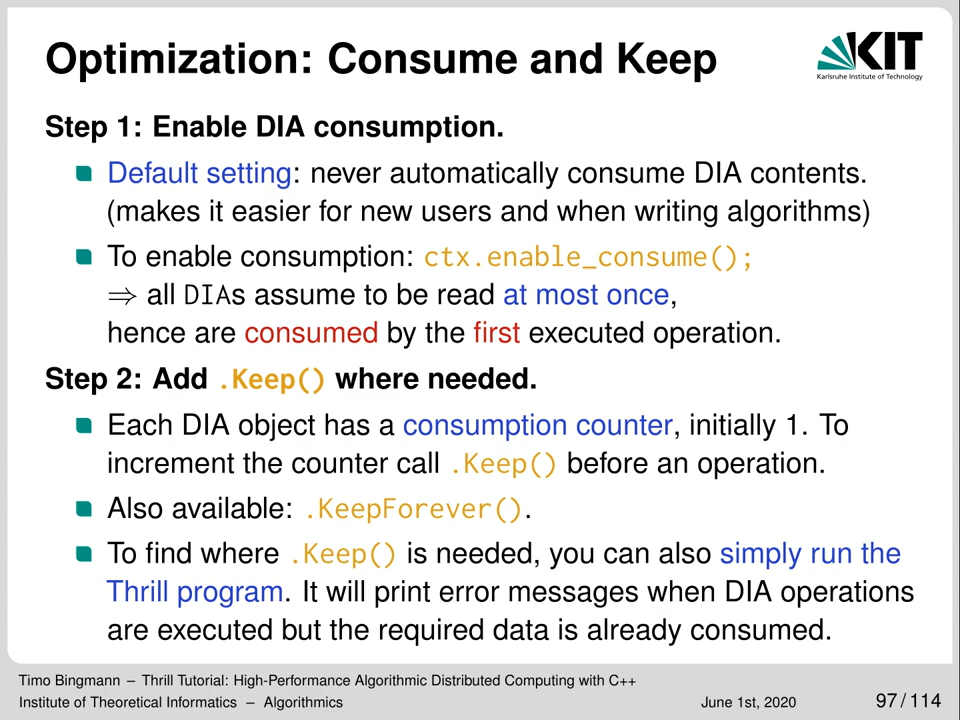 Optimization: Consume and Keep
KIT
Karlsruhe Institute of Technology
Step 1: Enable DIA consumption.
Default setting: never automatically consume DIA contents.
(makes it easier for new users and when writing algorithms)
To enable consumption: ctx.enable_consume();
⇒ all DIAs assume to be read at most once,
hence are consumed by the first executed operation.
Step 2: Add .Keep() where needed.
Each DIA object has a consumption counter, initially 1. To
increment the counter call .Keep() before an operation.
Also available: .KeepForever().
To find where .Keep() is needed, you can also simply run the
Thrill program. It will print error messages when DIA operations
are executed but the required data is already consumed.
Timo Bingmann – Thrill Tutorial: High-Performance Algorithmic Distributed Computing with C++
Institute of Theoretical Informatics – Algorithmics June 1st, 2020 97 / 114